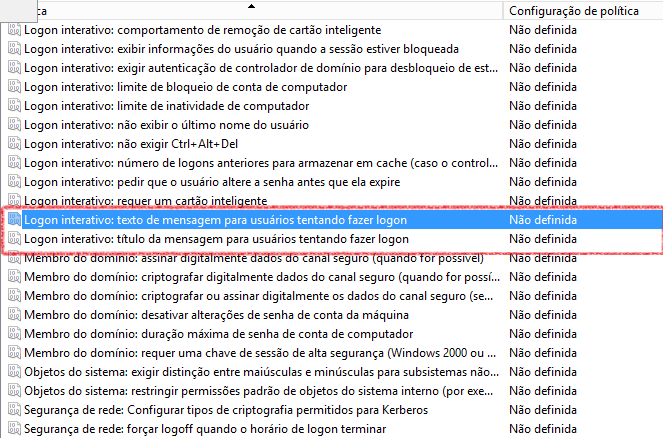 ca Configuração de política
Logon interativo: comportamento de remoção de cartão inteligente Não definida
Logon interativo: exibir informações do usuário quando a sessão estiver bloqueada Não definida
Logon interativo: exigir autenticação de controlador de domínio para desbloqueio de est... Não definida
Logon interativo: limite de bloqueio de conta de computador Não definida
Logon interativo: limite de inatividade de computador Não definida
Logon interativo: não exibir o último nome do usuário Não definida
Logon interativo: não exigir Ctrl+Alt+Del Não definida
Logon interativo: número de logons anteriores para armazenar em cache (caso o control... Não definida
Logon interativo: pedir que o usuário altere a senha antes que ela expire Não definida
Logon interativo: requer um cartão inteligente Não definida
Logon interativo: texto de mensagem para usuários tentando fazer logon Não definida
Logon interativo: título da mensagem para usuários tentando fazer logon Não definida
Membro do domínio: assinar digitalmente dados do canal seguro (quando for possível) Não definida
Membro do domínio: criptografar digitalmente dados do canal seguro (quando for possí... Não definida
Membro do domínio: criptografar ou assinar digitalmente os dados do canal seguro (se... Não definida
Membro do domínio: desativar alterações de senha de conta da máquina Não definida
Membro do domínio: duração máxima de senha de conta de computador Não definida
Membro do domínio: requer uma chave de sessão de alta segurança (Windows 2000 ou ... Não definida
Objetos do sistema: exigir distinção entre maiúsculas e minúsculas para subsistemas não... Não definida
Objetos do sistema: restringir permissões padrão de objetos do sistema interno (por exe... Não definida
Segurança de rede: Configurar tipos de criptografia permitidos para Kerberos Não definida
Segurança de rede: forçar logoff quando o horário de logon terminar Não definida